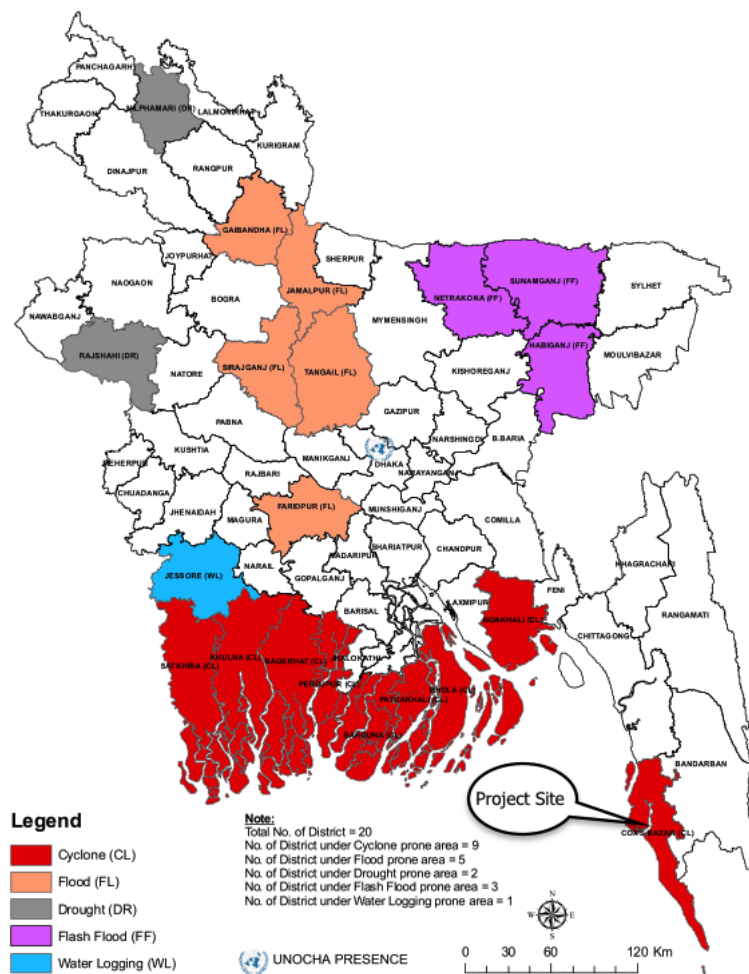 PANCHAGARH
THAKURGAON
NILPHAMARI (DR)
LALMONIRHAT
KURIGRAM
DINAJPUR
RANGPUR
GAIBANDHA (FL)
JOYPURHAT
SHERPUR
JAMALPUR (FL)
NAOGAON
BOGRA
NETRAKONA (FF)
SUNAMGANJ (FF)
SYLHET
NAWABGANJ
MYMENSINGH
RAJSHAHI (DR)
HABIGANJ (FF)
MOULVIBAZAR
NATORE
SIRAJGANJ (FL)
TANGAIL (FL)
KISHOREGANJ
GAZIPUR
PABNA
NARSHINGDI
B.BARIA
KUSHTIA
MANIKGANJ
DHAKA
MEHERPUR
RAJBARI
NARAYANGANJ
CHUADANGA
JHENAIDAH
MAGURA
FARIDPUR (FL)
MUNSHIGANJ
COMILLA
JESSORE (WL)
NARAIL
MADARIPUR
SHARIATPUR
CHANDPUR
GOPALGANJ
KHAGRACHARI
FENI
LAXMIPUR
BARISAL
NOAKHALI (CL)
RANGAMATI
CHITTAGONG
SATKHIRA (CL)
KHULNA (CL)
BAGERHAT (CL)
JHALOKATHI
PEROJPUR (CL)
PATUAKHALI (CL)
BHOLA (CL)
BARGUNA (CL)
BANDARBAN
Project Site
COX'S BAZAR (CL)
Legend
Cyclone (CL)
Flood (FL)
Drought (DR)
Flash Flood (FF)
Water Logging (WL)
Note:
Total No. of District = 20
No. of District under Cyclone prone area = 9
No. of District under Flood prone area = 5
No. of District under Drought prone area = 2
No. of District under Flash Flood prone area = 3
No. of District under Water Logging prone area = 1
UNOCHA PRESENCE
N
W E
S
0 30 60 120 Km